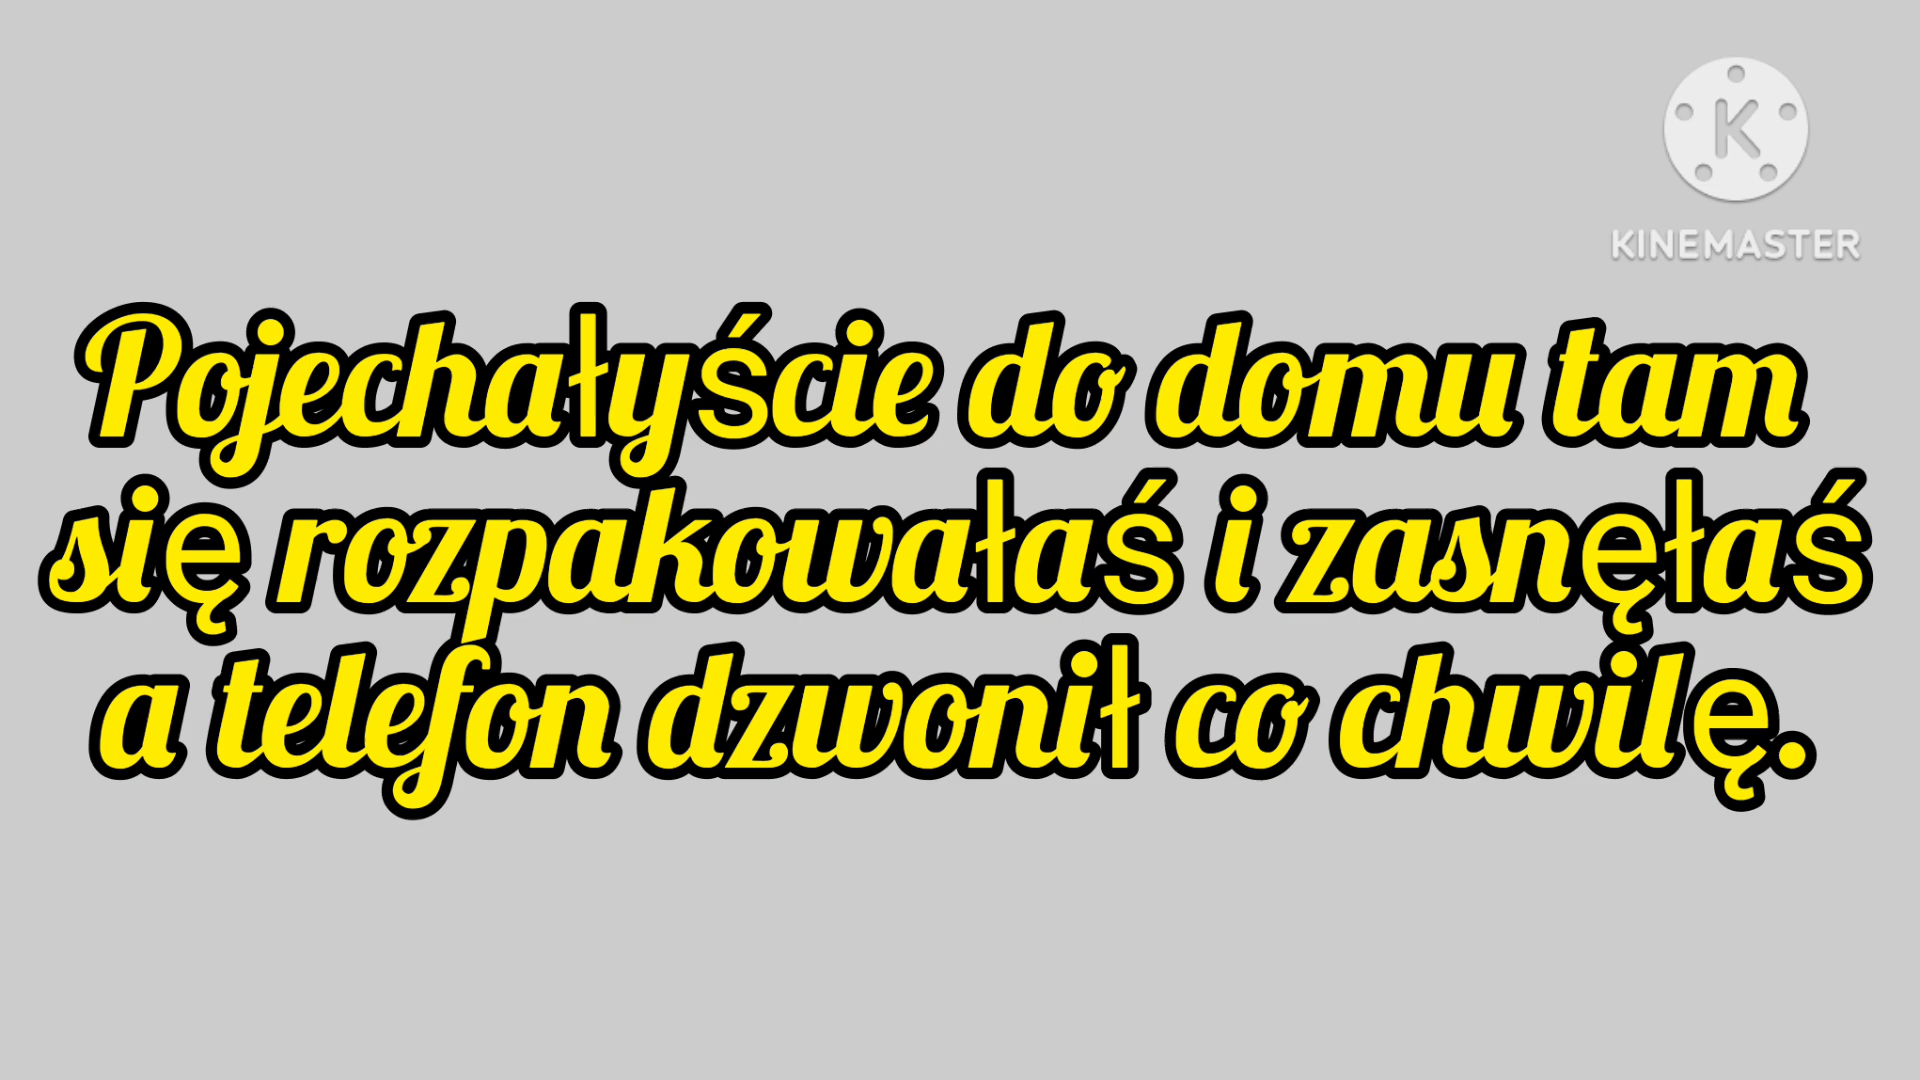 KINEMASTER
Pojechałyście do domu tam
się rozpakowałaś i zasnęłaś
a telefon dzwonił co chwilę.